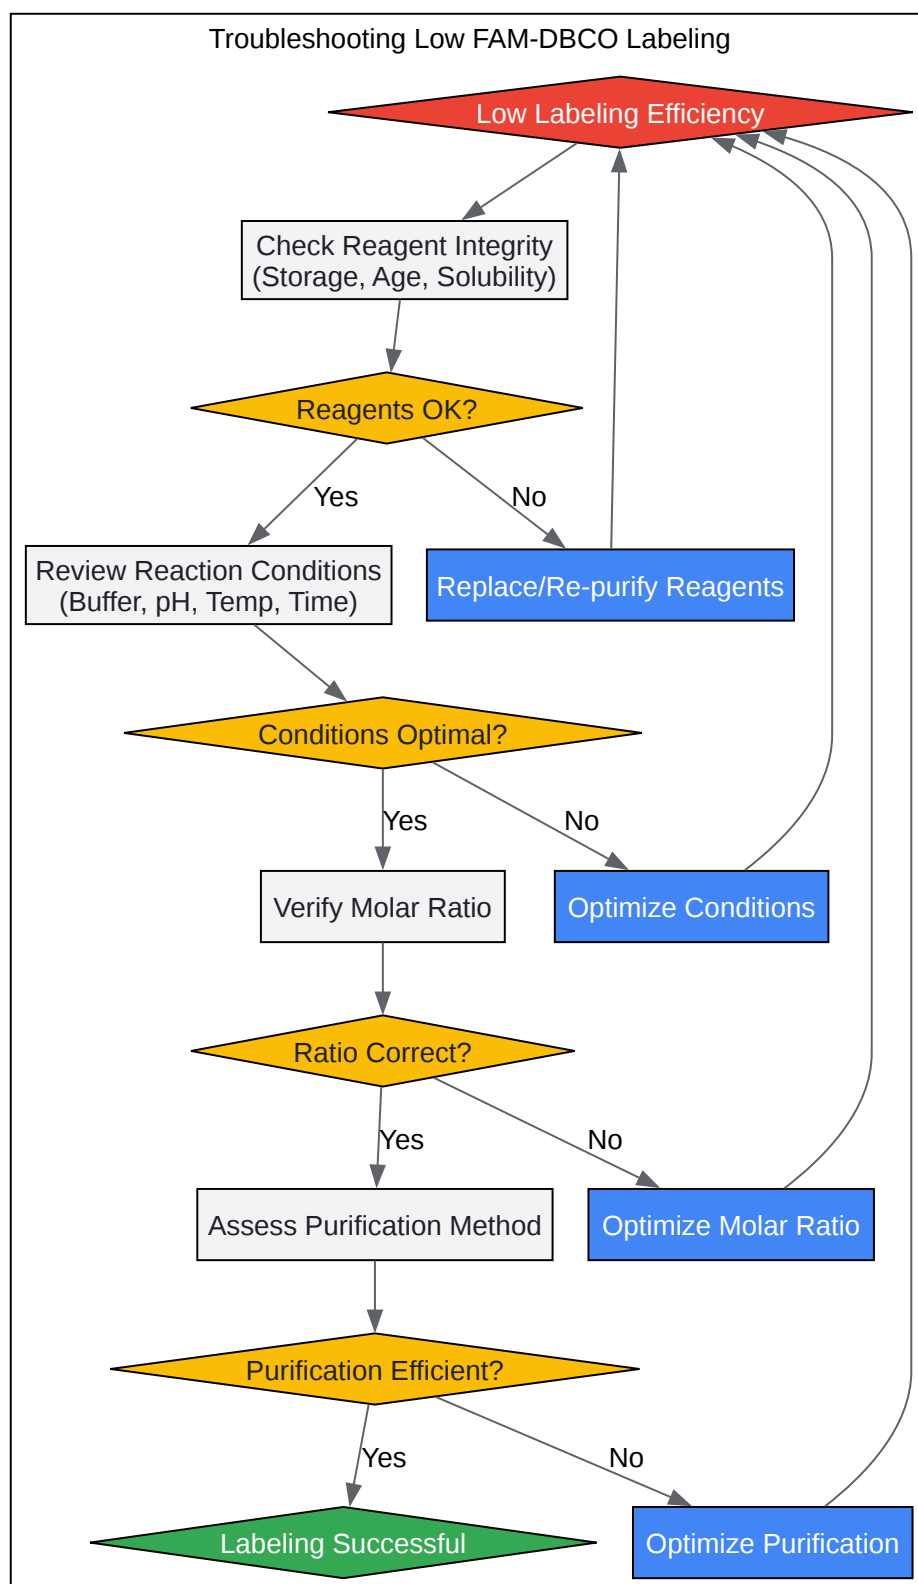 Troubleshooting Low FAM-DBCO Labeling
Low Labeling Efficiency
Check Reagent Integrity
(Storage, Age, Solubility)
Reagents OK?
Yes
No
Review Reaction Conditions
(Buffer, pH, Temp, Time)
Replace/Re-purify Reagents
Conditions Optimal?
Yes
No
Verify Molar Ratio
Optimize Conditions
Ratio Correct?
Yes
No
Assess Purification Method
Optimize Molar Ratio
Purification Efficient?
Yes
No
Labeling Successful
Optimize Purification